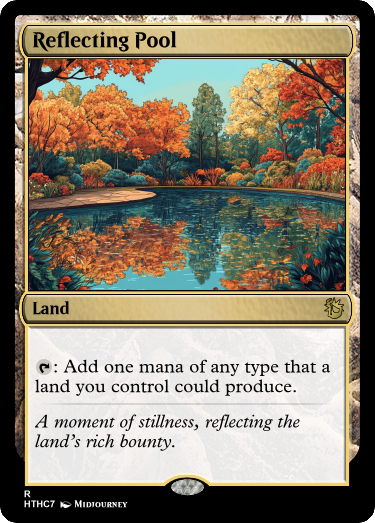 Reflecting Pool
Land
: Add one mana of any type that a
land you control could produce.
A moment of stillness, reflecting the
land's rich bounty.
R
HTHC7 Midjourney